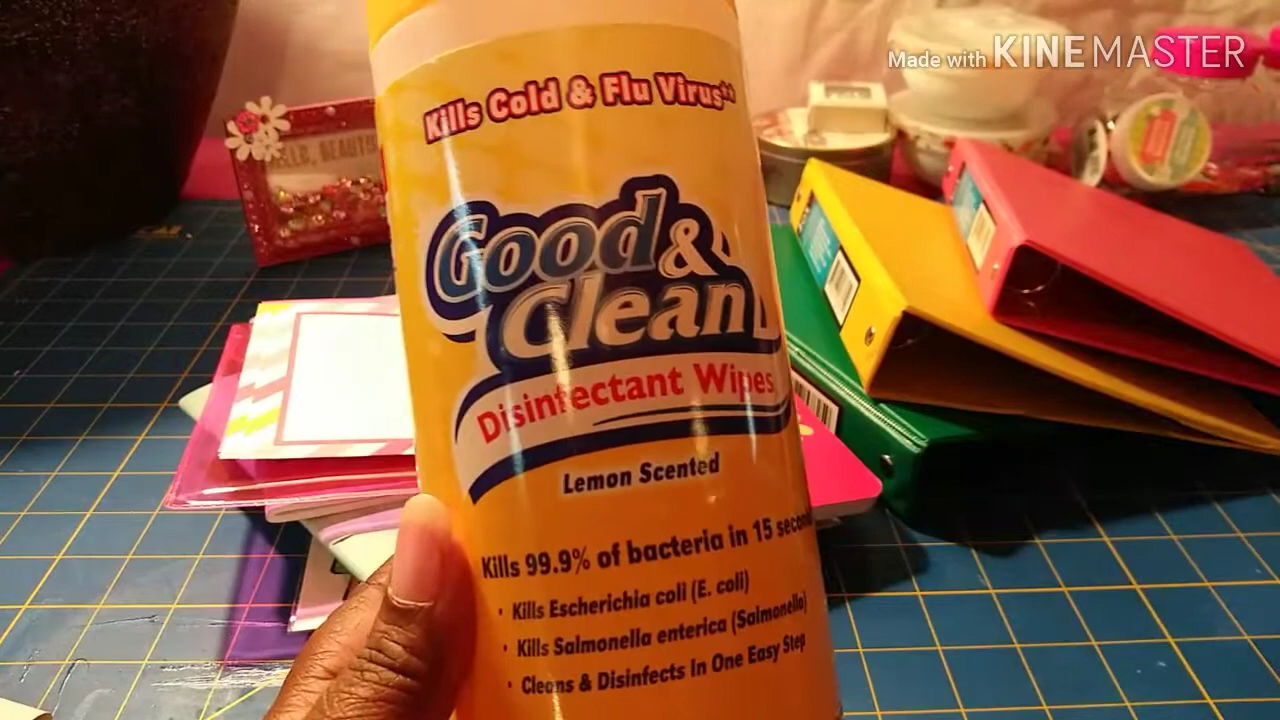 Made with KINEMASTER
Kills Cold & Flu Virus**
Good &
Clean
Disinfectant Wipes
Lemon Scented
Kills 99.9% of bacteria in 15
• Kills Escherichia coli (E. coli)
• Kills Salmonella enterica (Salmonella)
• Cleans & Disinfects In One Easy Step